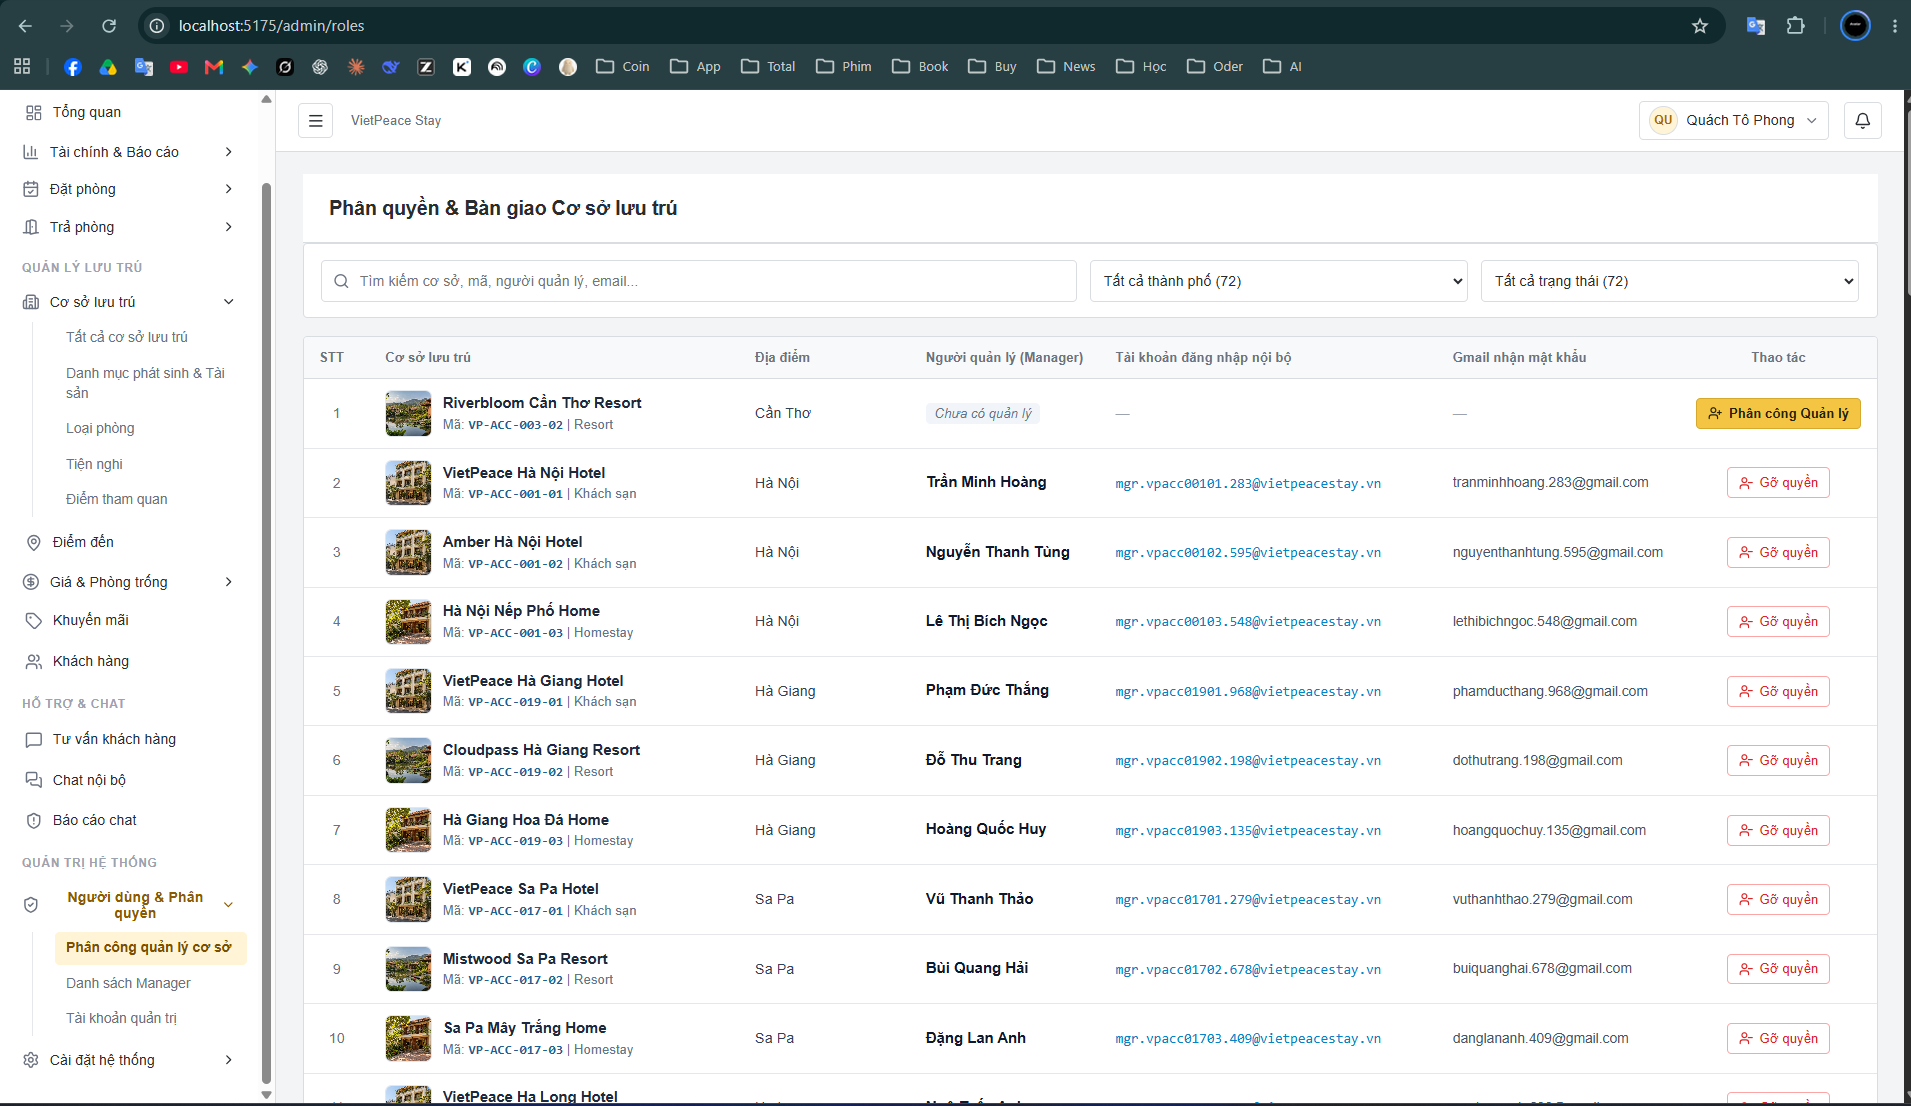 localhost:5175/admin/roles
Coin
App
Total
Phim
Book
Buy
News
Học
Oder
AI
Tổng quan
Tài chính & Báo cáo
Đặt phòng
Trả phòng
QUẢN LÝ LƯU TRÚ
Cơ sở lưu trú
Tất cả cơ sở lưu trú
Danh mục phát sinh & Tài
sản
Loại phòng
Tiện nghi
Điểm tham quan
Điểm đến
Giá & Phòng trống
Khuyến mãi
Khách hàng
HỖ TRỢ & CHAT
Tư vấn khách hàng
Chat nội bộ
Báo cáo chat
QUẢN TRỊ HỆ THỐNG
Người dùng & Phân
quyền
Phân công quản lý cơ sở
Danh sách Manager
Tài khoản quản trị
Cài đặt hệ thống
VietPeace Stay
QU
Quách Tô Phong
Phân quyền & Bàn giao Cơ sở lưu trú
Tìm kiếm cơ sở, mã, người quản lý, email...
Tất cả thành phố (72)
Tất cả trạng thái (72)
STT Cơ sở lưu trú Địa điểm Người quản lý (Manager) Tài khoản đăng nhập nội bộ Gmail nhận mật khẩu Thao tác
1 Riverbloom Cần Thơ Resort Cần Thơ Chưa có quản lý — — Phân công Quản lý
Mã: VP-ACC-003-02 | Resort
2 VietPeace Hà Nội Hotel Hà Nội Trần Minh Hoàng mgr.vpacc00101.283@vietpeacestay.vn tranminhhoang.283@gmail.com Gỡ quyền
Mã: VP-ACC-001-01 | Khách sạn
3 Amber Hà Nội Hotel Hà Nội Nguyễn Thanh Tùng mgr.vpacc00102.595@vietpeacestay.vn nguyenthanhtung.595@gmail.com Gỡ quyền
Mã: VP-ACC-001-02 | Khách sạn
4 Hà Nội Nếp Phố Home Hà Nội Lê Thị Bích Ngọc mgr.vpacc00103.548@vietpeacestay.vn lethibichngoc.548@gmail.com Gỡ quyền
Mã: VP-ACC-001-03 | Homestay
5 VietPeace Hà Giang Hotel Hà Giang Phạm Đức Thắng mgr.vpacc01901.968@vietpeacestay.vn phamducthang.968@gmail.com Gỡ quyền
Mã: VP-ACC-019-01 | Khách sạn
6 Cloudpass Hà Giang Resort Hà Giang Đỗ Thu Trang mgr.vpacc01902.198@vietpeacestay.vn dothutrang.198@gmail.com Gỡ quyền
Mã: VP-ACC-019-02 | Resort
7 Hà Giang Hoa Đá Home Hà Giang Hoàng Quốc Huy mgr.vpacc01903.135@vietpeacestay.vn hoangquochuy.135@gmail.com Gỡ quyền
Mã: VP-ACC-019-03 | Homestay
8 VietPeace Sa Pa Hotel Sa Pa Vũ Thanh Thảo mgr.vpacc01701.279@vietpeacestay.vn vuthanhthao.279@gmail.com Gỡ quyền
Mã: VP-ACC-017-01 | Khách sạn
9 Mistwood Sa Pa Resort Sa Pa Bùi Quang Hải mgr.vpacc01702.678@vietpeacestay.vn buiquanghai.678@gmail.com Gỡ quyền
Mã: VP-ACC-017-02 | Resort
10 Sa Pa Mây Trắng Home Sa Pa Đặng Lan Anh mgr.vpacc01703.409@vietpeacestay.vn danglananh.409@gmail.com Gỡ quyền
Mã: VP-ACC-017-03 | Homestay
VietPeace Hạ Long Hotel